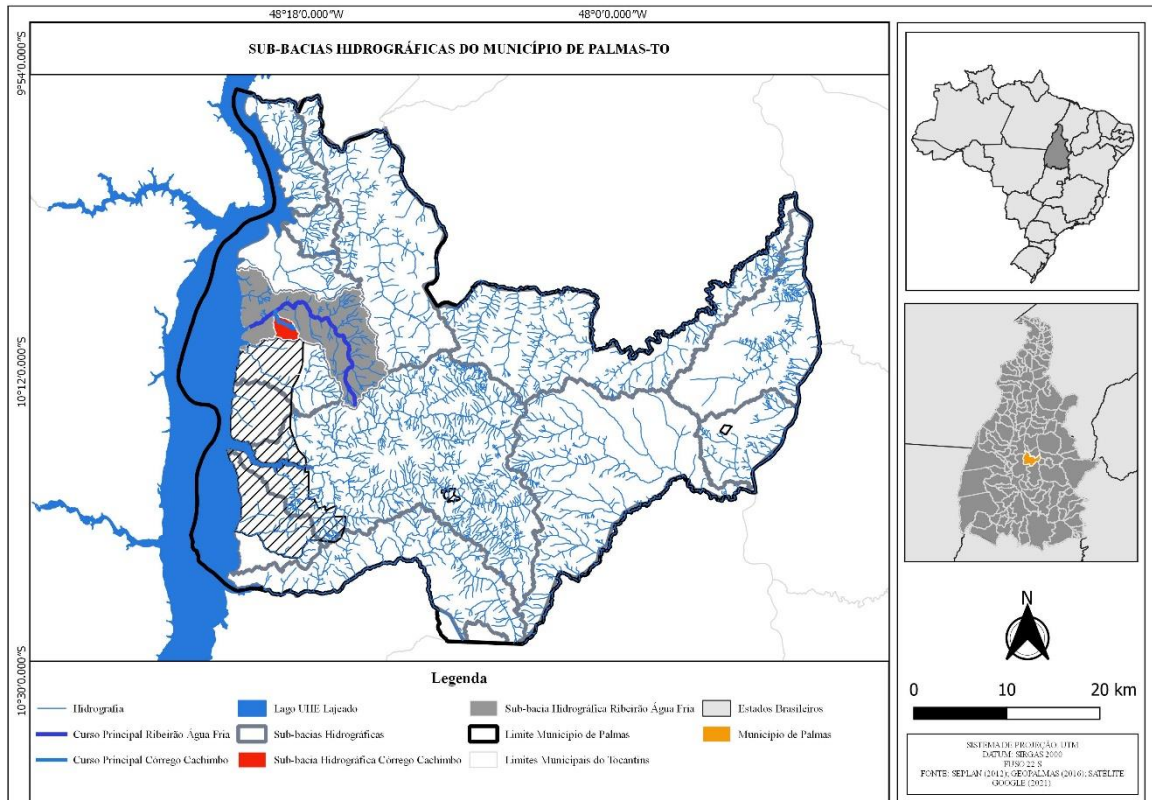 48°18'0.000"W
48°0'0.000"W
SUB-BACIAS HIDROGRÁFICAS DO MUNICÍPIO DE PALMAS-TO
9°54'0.000"S
10°12'0.000"S
10°30'0.000"S
N
0 10 20 km
Legenda
Hidrografia
Lago UHE Lajeado
Sub-bacia Hidrográfica Ribeirão Água Fria
Estados Brasileiros
Curso Principal Ribeirão Água Fria
Sub-bacias Hidrográficas
Limite Município de Palmas
Município de Palmas
Curso Principal Córrego Cachimbo
Sub-bacia Hidrográfica Córrego Cachimbo
Limites Municipais do Tocantins
SISTEMA DE PROJEÇÃO: UTM
DATUM: SIRGAS 2000
FUSO 22 S
FONTE: SEPLAN (2012); GEOPALMAS (2016); SATÉLITE
GOOGLE (2021)